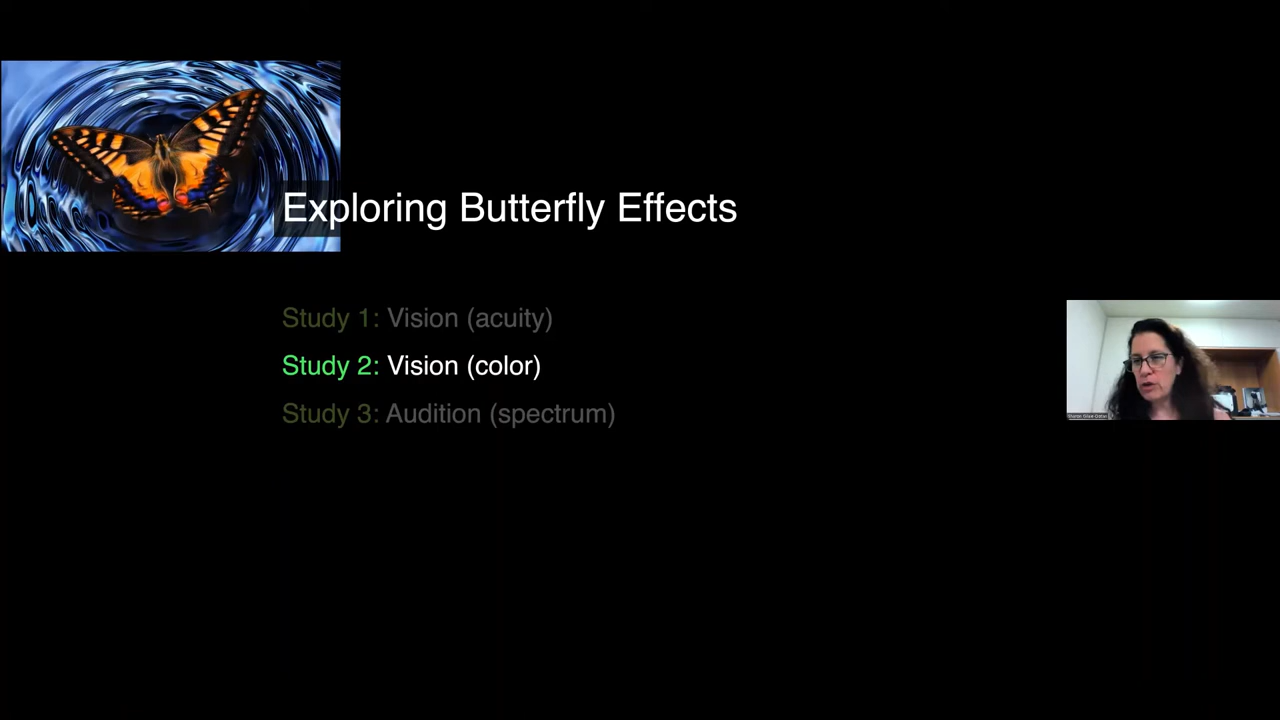 Exploring Butterfly Effects
Study 1: Vision (acuity)
Study 2: Vision (color)
Study 3: Audition (spectrum)